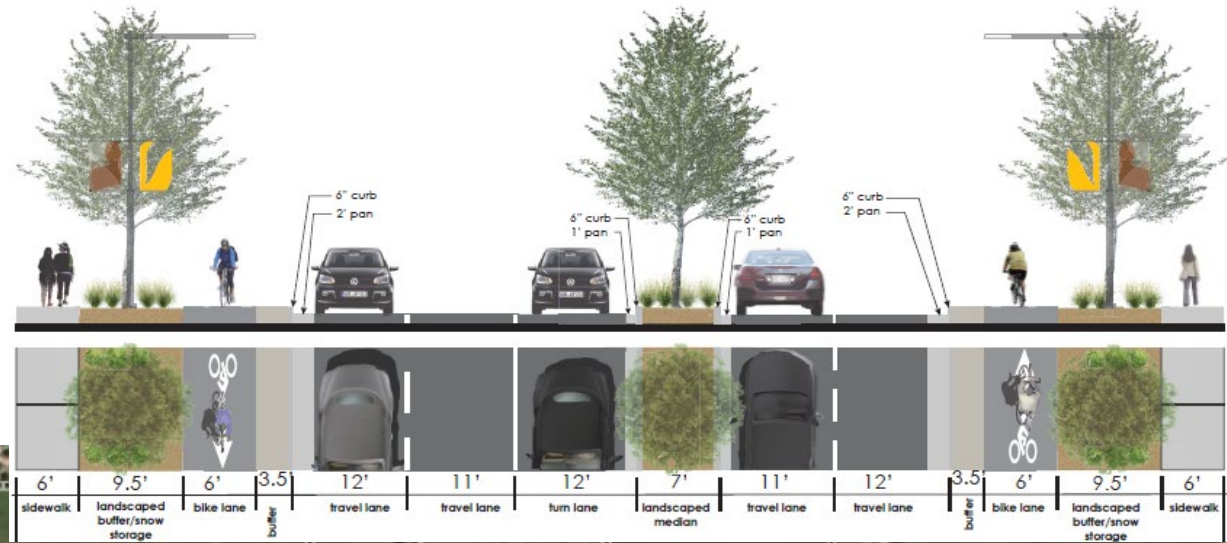 6" curb
2' pan
6" curb
1' pan
6" curb
1' pan
6" curb
2' pan
6' 9.5' 6' 3.5' 12' 11' 12' 7' 11' 12' 3.5' 6' 9.5' 6'
sidewalk landscaped bike lane buffer travel lane travel lane turn lane landscaped travel lane travel lane buffer bike lane landscaped sidewalk
buffer/snow median buffer/snow
storage storage